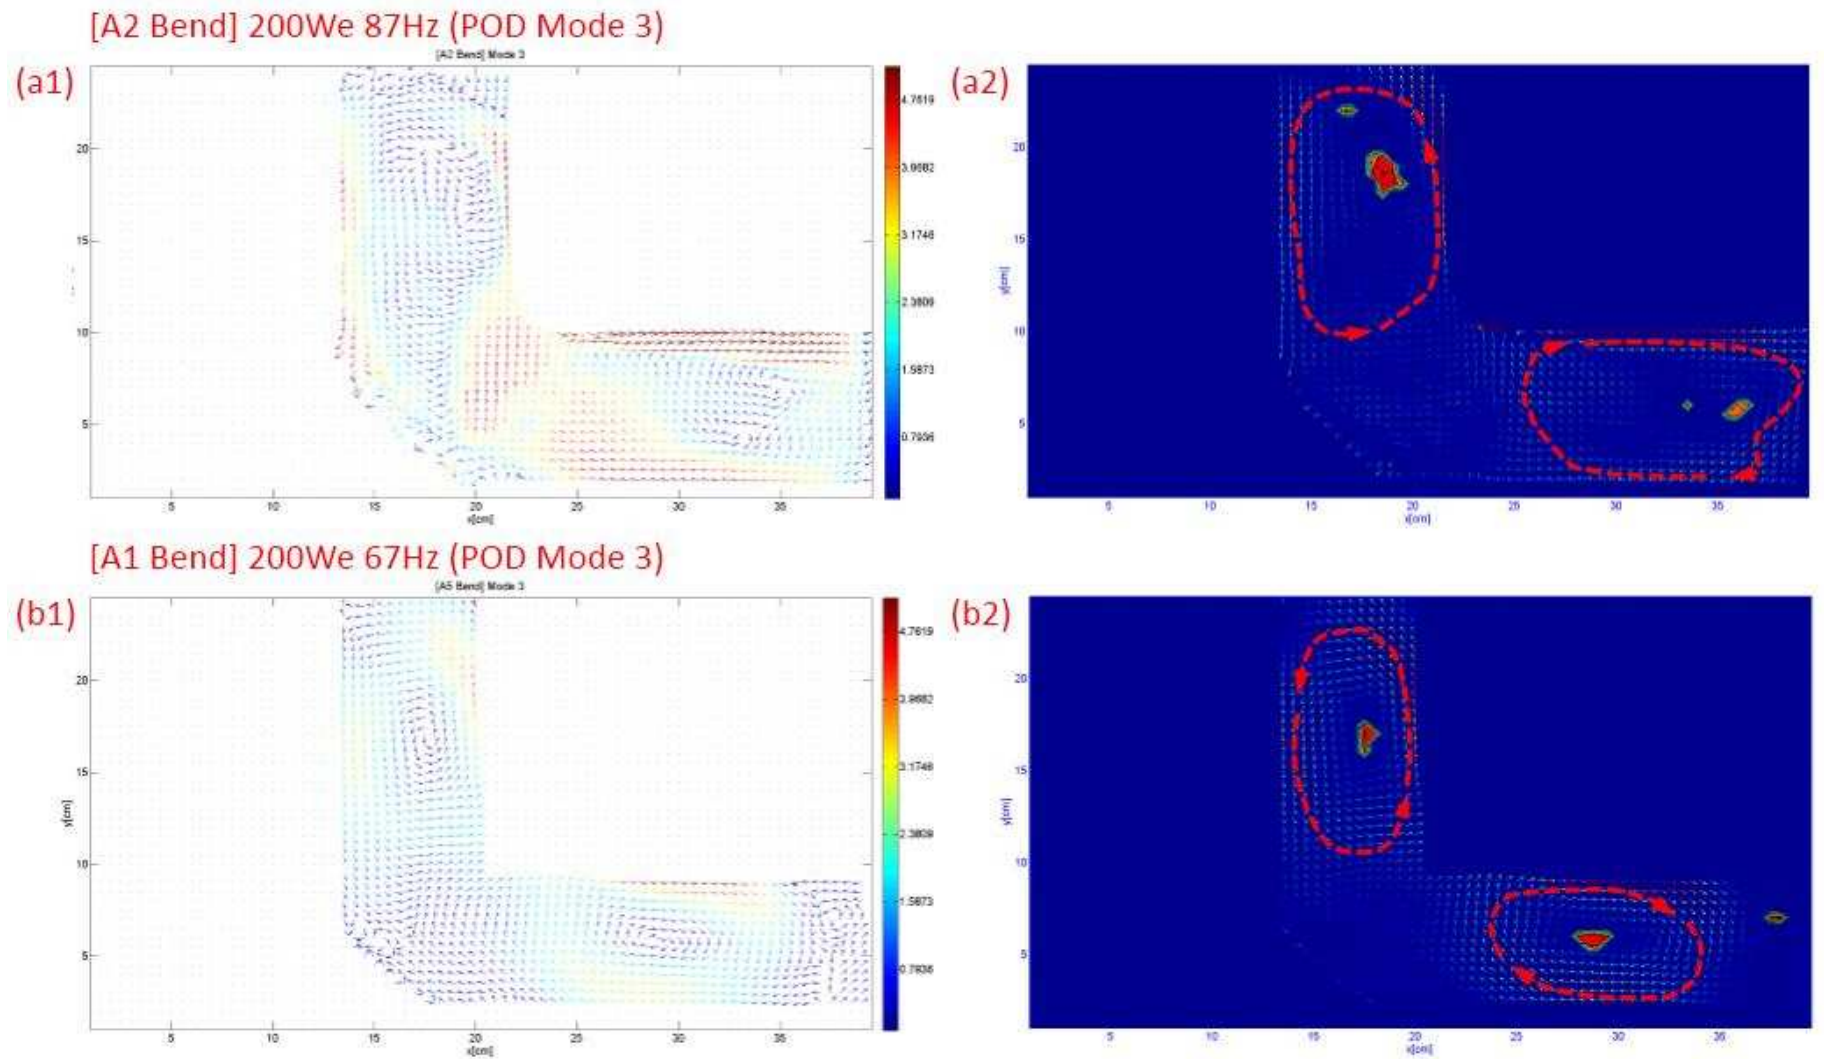 [A2 Bend] 200We 87Hz (POD Mode 3)
(a1)
[A2 Bend] Mode 3
20
15
10
5
5 10 15 20 25 30 35
x[cm]
4.7619
3.9682
3.1746
2.3809
1.5873
0.7936
(a2)
20
15
10
5
y[cm]
5 10 15 20 25 30 35
x[cm]
[A1 Bend] 200We 67Hz (POD Mode 3)
(b1)
[A5 Bend] Mode 3
20
15
10
5
y[cm]
5 10 15 20 25 30 35
x[cm]
4.7619
3.9682
3.1746
2.3809
1.5873
0.7936
(b2)
20
15
10
5
y[cm]
5 10 15 20 25 30 35
x[cm]